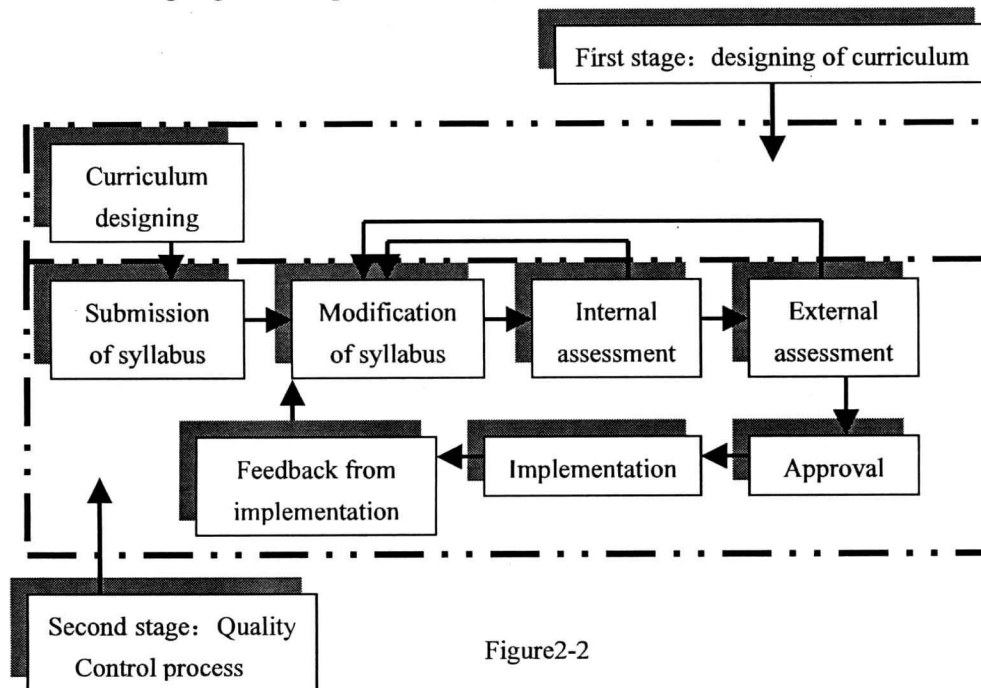 First stage: designing of curriculum
Curriculum
designing
Submission
of syllabus
Modification
of syllabus
Internal
assessment
External
assessment
Feedback from
implementation
Implementation
Approval
Second stage: Quality
Control process
Figure2-2